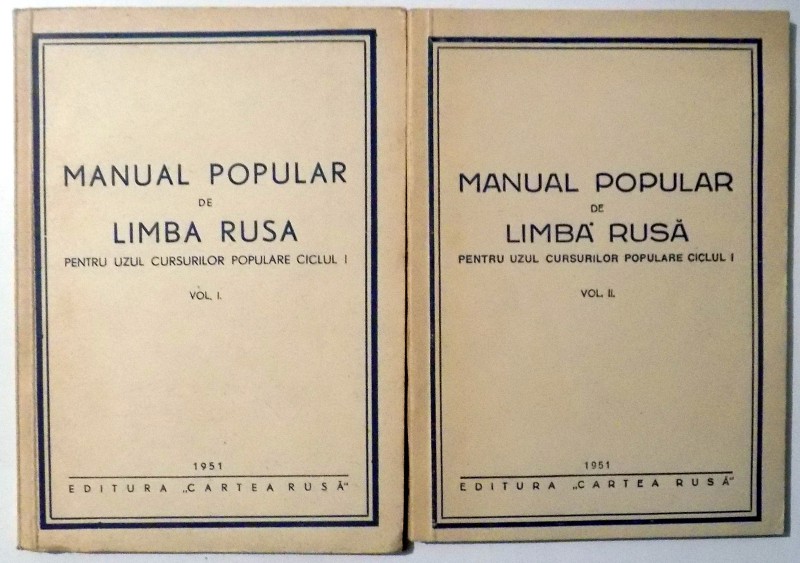 MANUAL POPULAR
DE
LIMBA RUSA
PENTRU UZUL CURSURILOR POPULARE CICLUL I
VOL. I.
1951
EDITURA „CARTEA RUSĂ"
MANUAL POPULAR
DE
LIMBA RUSĂ
PENTRU UZUL CURSURILOR POPULARE CICLUL I
VOL. II.
1951
EDITURA „CARTEA RUSĂ"